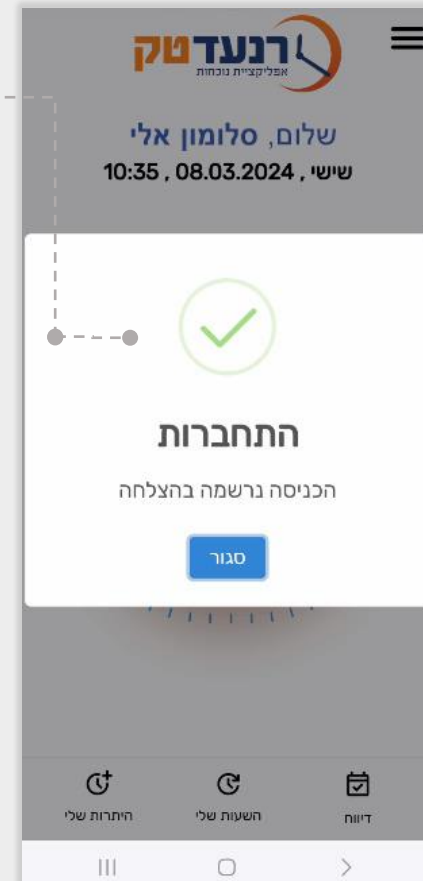 רנעדטק
אפליקציית נוכחות
שלום, סלומון אלי
שישי , 08.03.2024 , 10:35
התחברות
הכניסה נרשמה בהצלחה
סגור
דיווח
השעות שלי
היתרות שלי